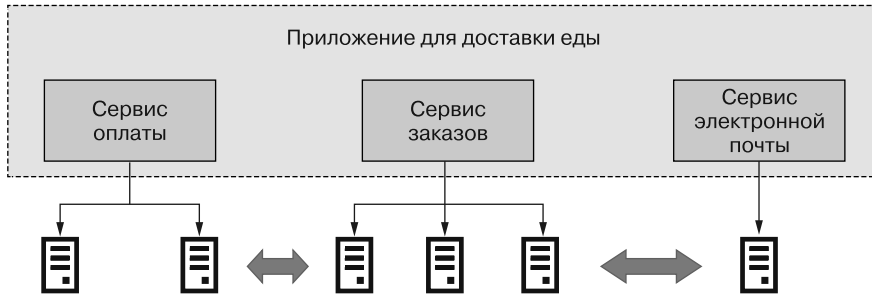 Приложение для доставки еды
Сервис
оплаты
Сервис
заказов
Сервис
электронной
почты